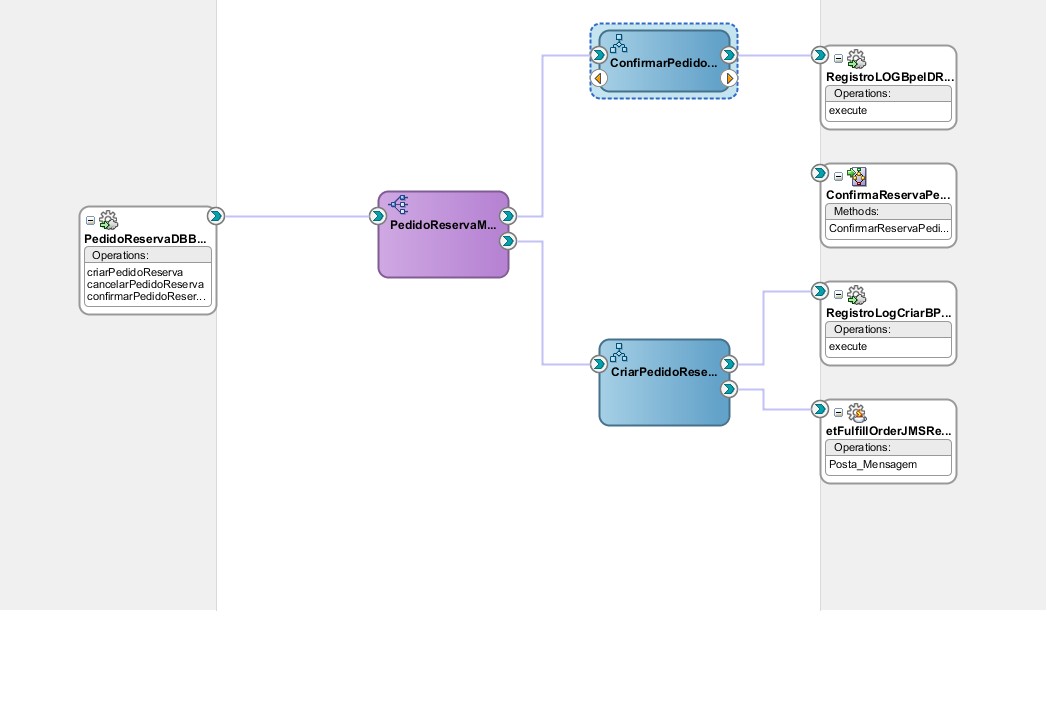 PedidoReservaDBB...
Operations:
criarPedidoReserva
cancelarPedidoReserva
confirmarPedidoReser...
PedidoReservaM...
ConfirmarPedido...
CriarPedidoRese...
RegistroLOGBpelDR...
Operations:
execute
ConfirmaReservaPe...
Methods:
ConfirmarReservaPedi...
RegistroLogCriarBP...
Operations:
execute
etFulfillOrderJMSRe...
Operations:
Posta_Mensagem